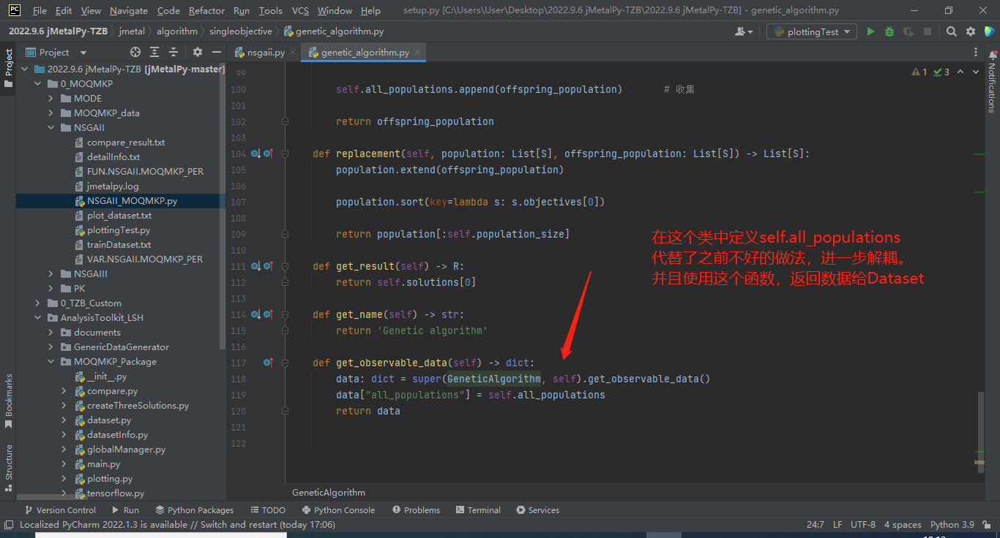 PC File Edit View Navigate Code Refactor Run Tools VCS Window Help setup.py [C:\Users\User\Desktop\2022.9.6 jMetalPy-TZB\2022.9.6 jMetalPy-TZB] - genetic_algorithm.py
2022.9.6 jMetalPy-TZB jmetal algorithm singleobjective genetic_algorithm.py plottingTest
Project
nsgaii.py genetic_algorithm.py
Project
Bookmarks
Structure
Notifications
2022.9.6 jMetalPy-TZB [jMetalPy-master]
0_MOQMKP
MODE
MOQMKP_data
NSGAII
compare_result.txt
detailInfo.txt
FUN.NSGAII.MOQMKP_PER
jmetalpy.log
NSGAII_MOQMKP.py
plot_dataset.txt
plottingTest.py
trainDataset.txt
VAR.NSGAII.MOQMKP_PER
NSGAIII
PK
0_TZB_Custom
AnalysisToolkit_LSH
documents
GenericDataGenerator
MOQMKP_Package
__init__.py
compare.py
createThreeSolutions.py
dataset.py
datasetInfo.py
globalManager.py
main.py
plotting.py
tensorflow.py
1 3
99
100 self.all_populations.append(offspring_population) # 收集
101
102 return offspring_population
103
104 def replacement(self, population: List[S], offspring_population: List[S]) -> List[S]:
105 population.extend(offspring_population)
106
107 population.sort(key=lambda s: s.objectives[0])
108
109 return population[:self.population_size]
110
111 def get_result(self) -> R:
112 return self.solutions[0]
113
114 def get_name(self) -> str:
115 return 'Genetic algorithm'
116
117 def get_observable_data(self) -> dict:
118 data: dict = super(GeneticAlgorithm, self).get_observable_data()
119 data["all_populations"] = self.all_populations
120 return data
121
122
在这个类中定义self.all_populations
代替了之前不好的做法，进一步解耦。
并且使用这个函数，返回数据给Dataset
GeneticAlgorithm
Version Control Run Python Packages TODO Python Console Problems Terminal Services
Localized PyCharm 2022.1.3 is available // Switch and restart (today 17:06) 24:7 LF UTF-8 4 spaces Python 3.9